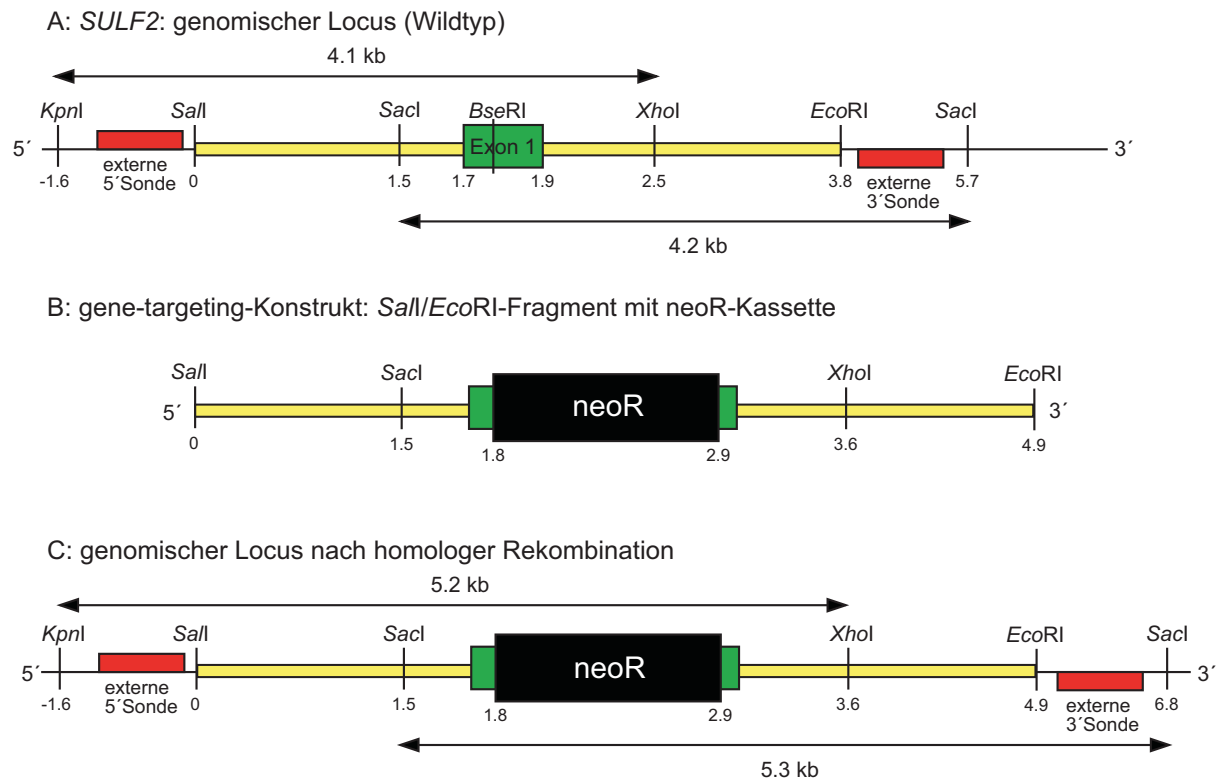 A: SULF2: genomischer Locus (Wildtyp)
4.1 kb
KpnI SalI SacI BseRI XhoI EcoRI SacI
5´ Exon 1 3´
externe
5´Sonde
externe
3´Sonde
-1.6 0 1.5 1.7 1.9 2.5 3.8 5.7
4.2 kb
B: gene-targeting-Konstrukt: SalI/EcoRI-Fragment mit neoR-Kassette
SalI SacI XhoI EcoRI
5´ neoR 3´
0 1.5 1.8 2.9 3.6 4.9
C: genomischer Locus nach homologer Rekombination
5.2 kb
KpnI SalI SacI XhoI EcoRI SacI
5´ neoR 3´
externe
5´Sonde
externe
3´Sonde
-1.6 0 1.5 1.8 2.9 3.6 4.9 6.8
5.3 kb